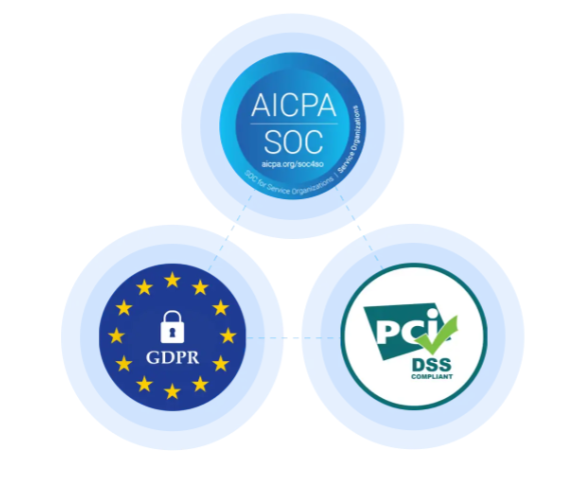 AICPA
SOC
aicpa.org/soc4so
SOC for Service Organizations | Service Organizations
GDPR
PCi
DSS
COMPLIANT